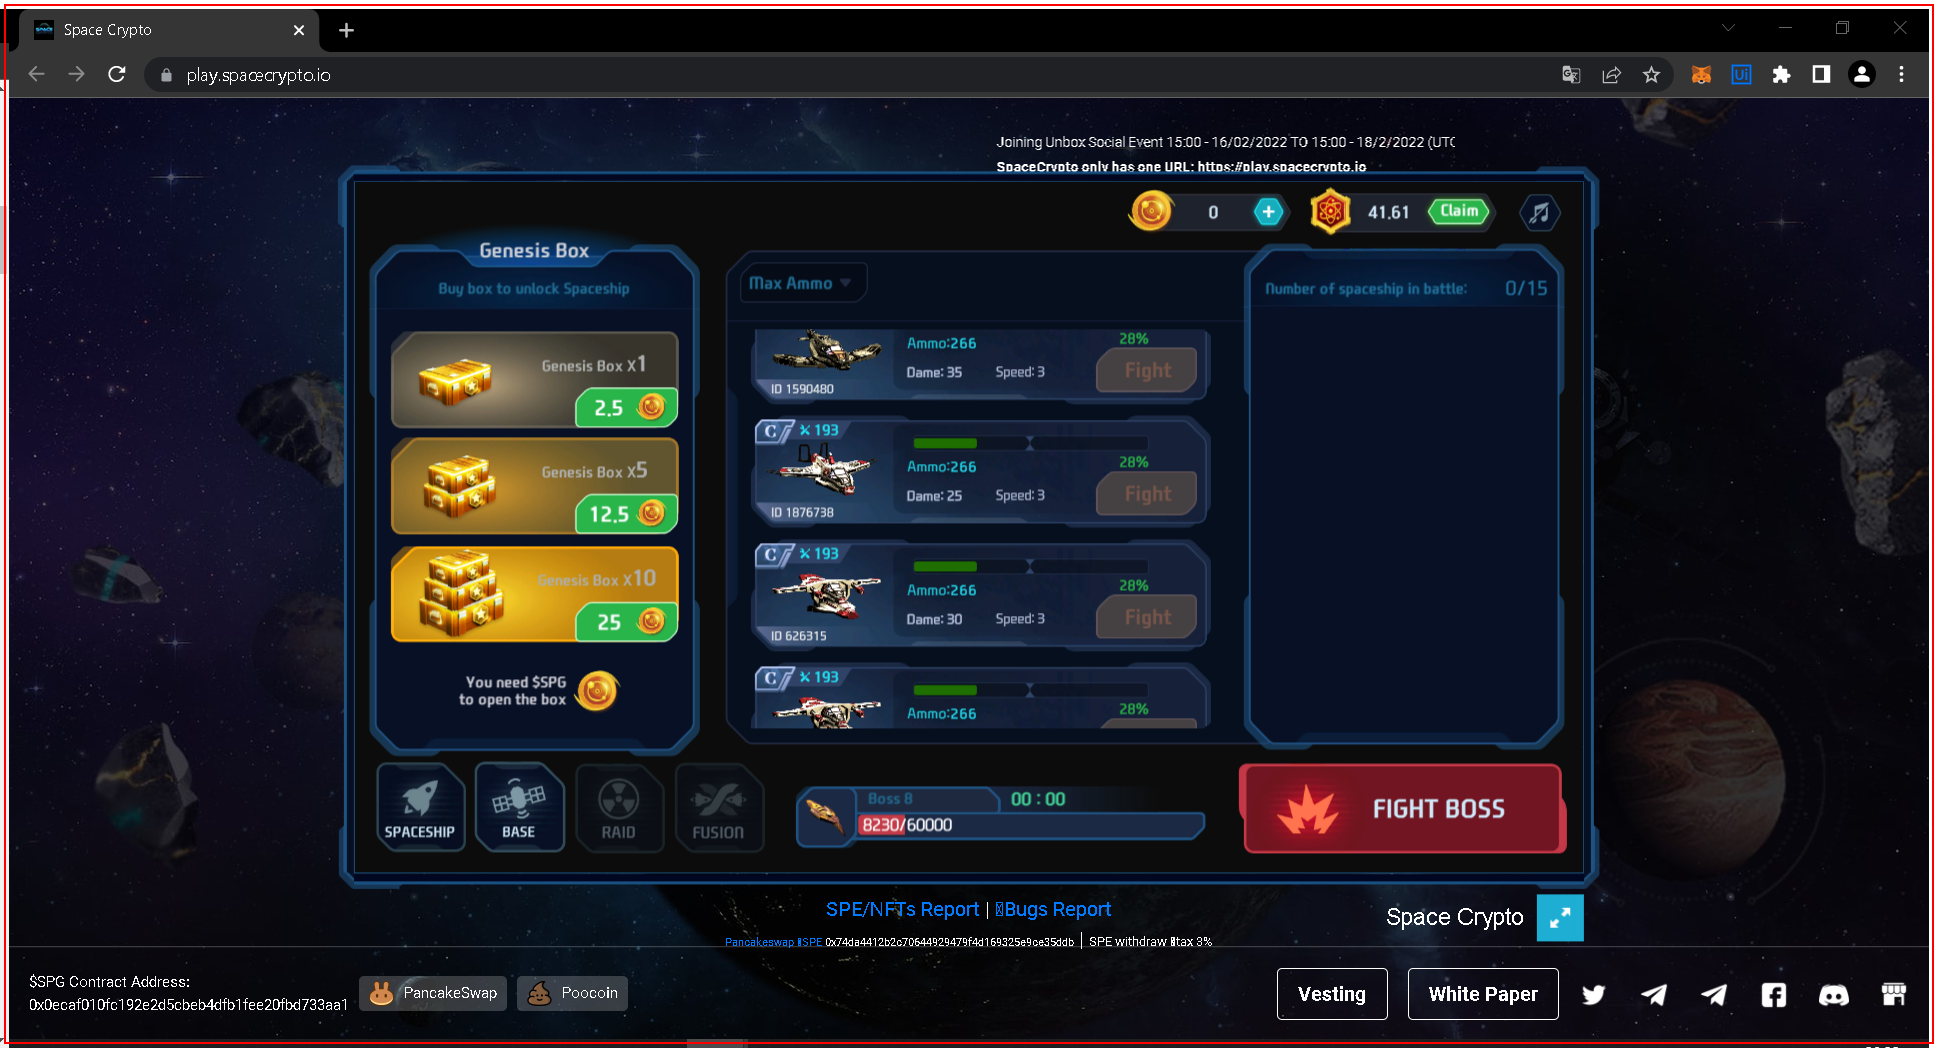 Space Crypto
play.spacecrypto.io
Joining Unbox Social Event 15:00 - 16/02/2022 TO 15:00 - 18/2/2022 (UTC
SpaceCrypto only has one URL: https://play.spacecrypto.io
0
41.61
Claim
Genesis Box
Buy box to unlock Spaceship
Genesis Box X1
2.5
Genesis Box X5
12.5
Genesis Box X10
25
You need $SPG
to open the box
Max Ammo
Ammo:266
28%
Dame: 35 Speed: 3
Fight
ID 1590480
C 193
Ammo:266
28%
Dame: 25 Speed: 3
Fight
ID 1876738
C 193
Ammo:266
28%
Dame: 30 Speed: 3
Fight
ID 626315
C 193
Ammo:266
28%
Number of spaceship in battle: 0/15
SPACESHIP
BASE
RAID
FUSION
Boss 8
00 : 00
8230/60000
FIGHT BOSS
SPE/NFTs Report | Bugs Report
Space Crypto
Pancakeswap SPE 0x74da4412b2c70644929479f4d169325e9ce35ddb | SPE withdraw tax 3%
$SPG Contract Address:
0x0ecaf010fc192e2d5cbeb4dfb1fee20fbd733aa1
PancakeSwap
Poocoin
Vesting
White Paper